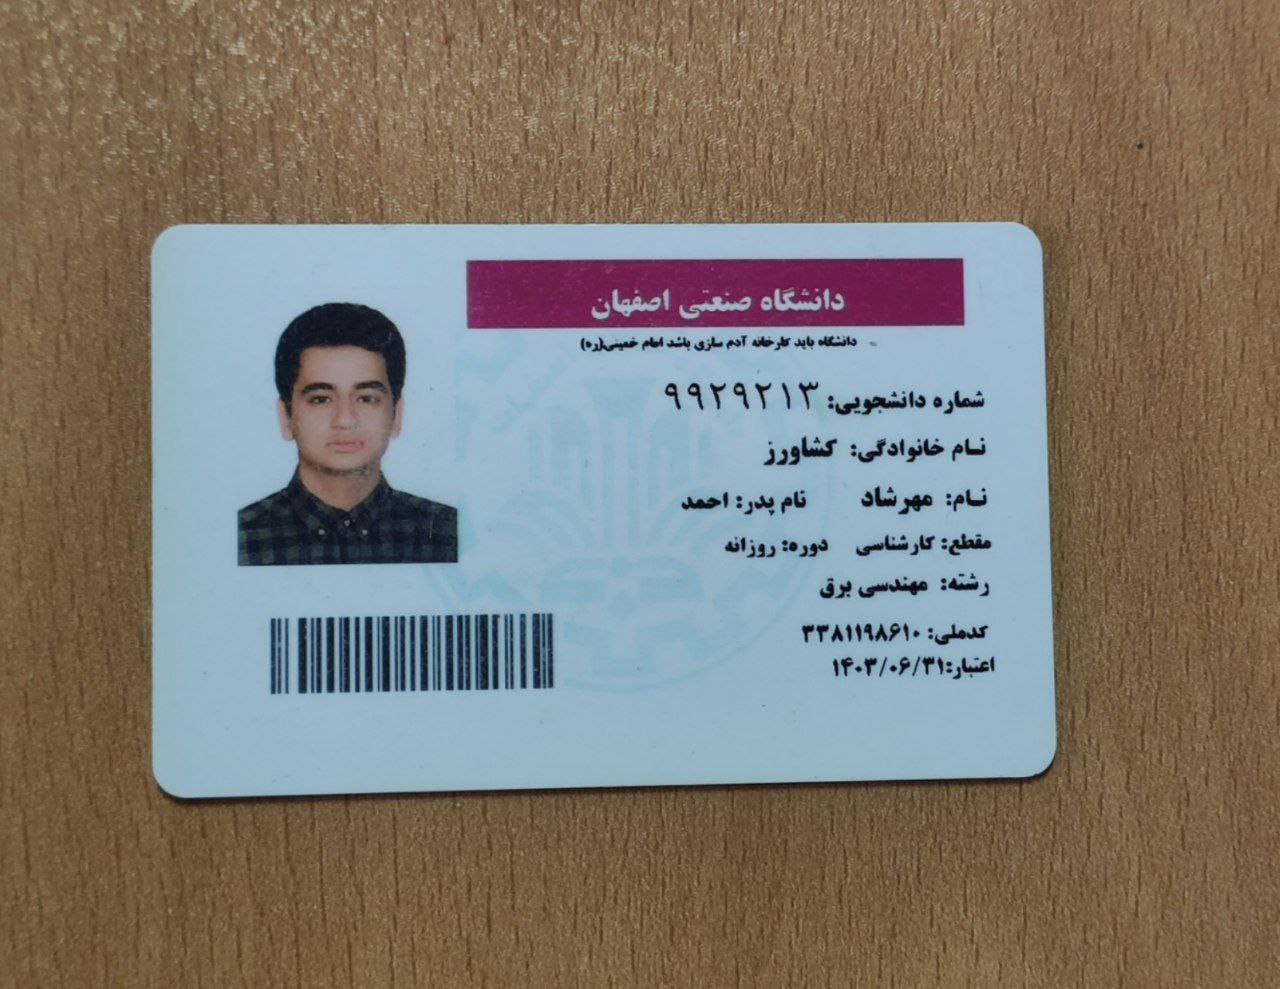 دانشگاه صنعتی اصفهان
دانشگاه باید کارخانه آدم سازی باشد امام خمینی(ره)
شماره دانشجویی: ۹۹۲۹۲۱۳
نام خانوادگی: کشاورز
نام: مهرشاد نام پدر: احمد
مقطع: کارشناسی دوره: روزانه
رشته: مهندسی برق
کدملی: ۳۳۸۱۱۹۸۶۱۰
اعتبار:۱۴۰۳/۰۶/۳۱